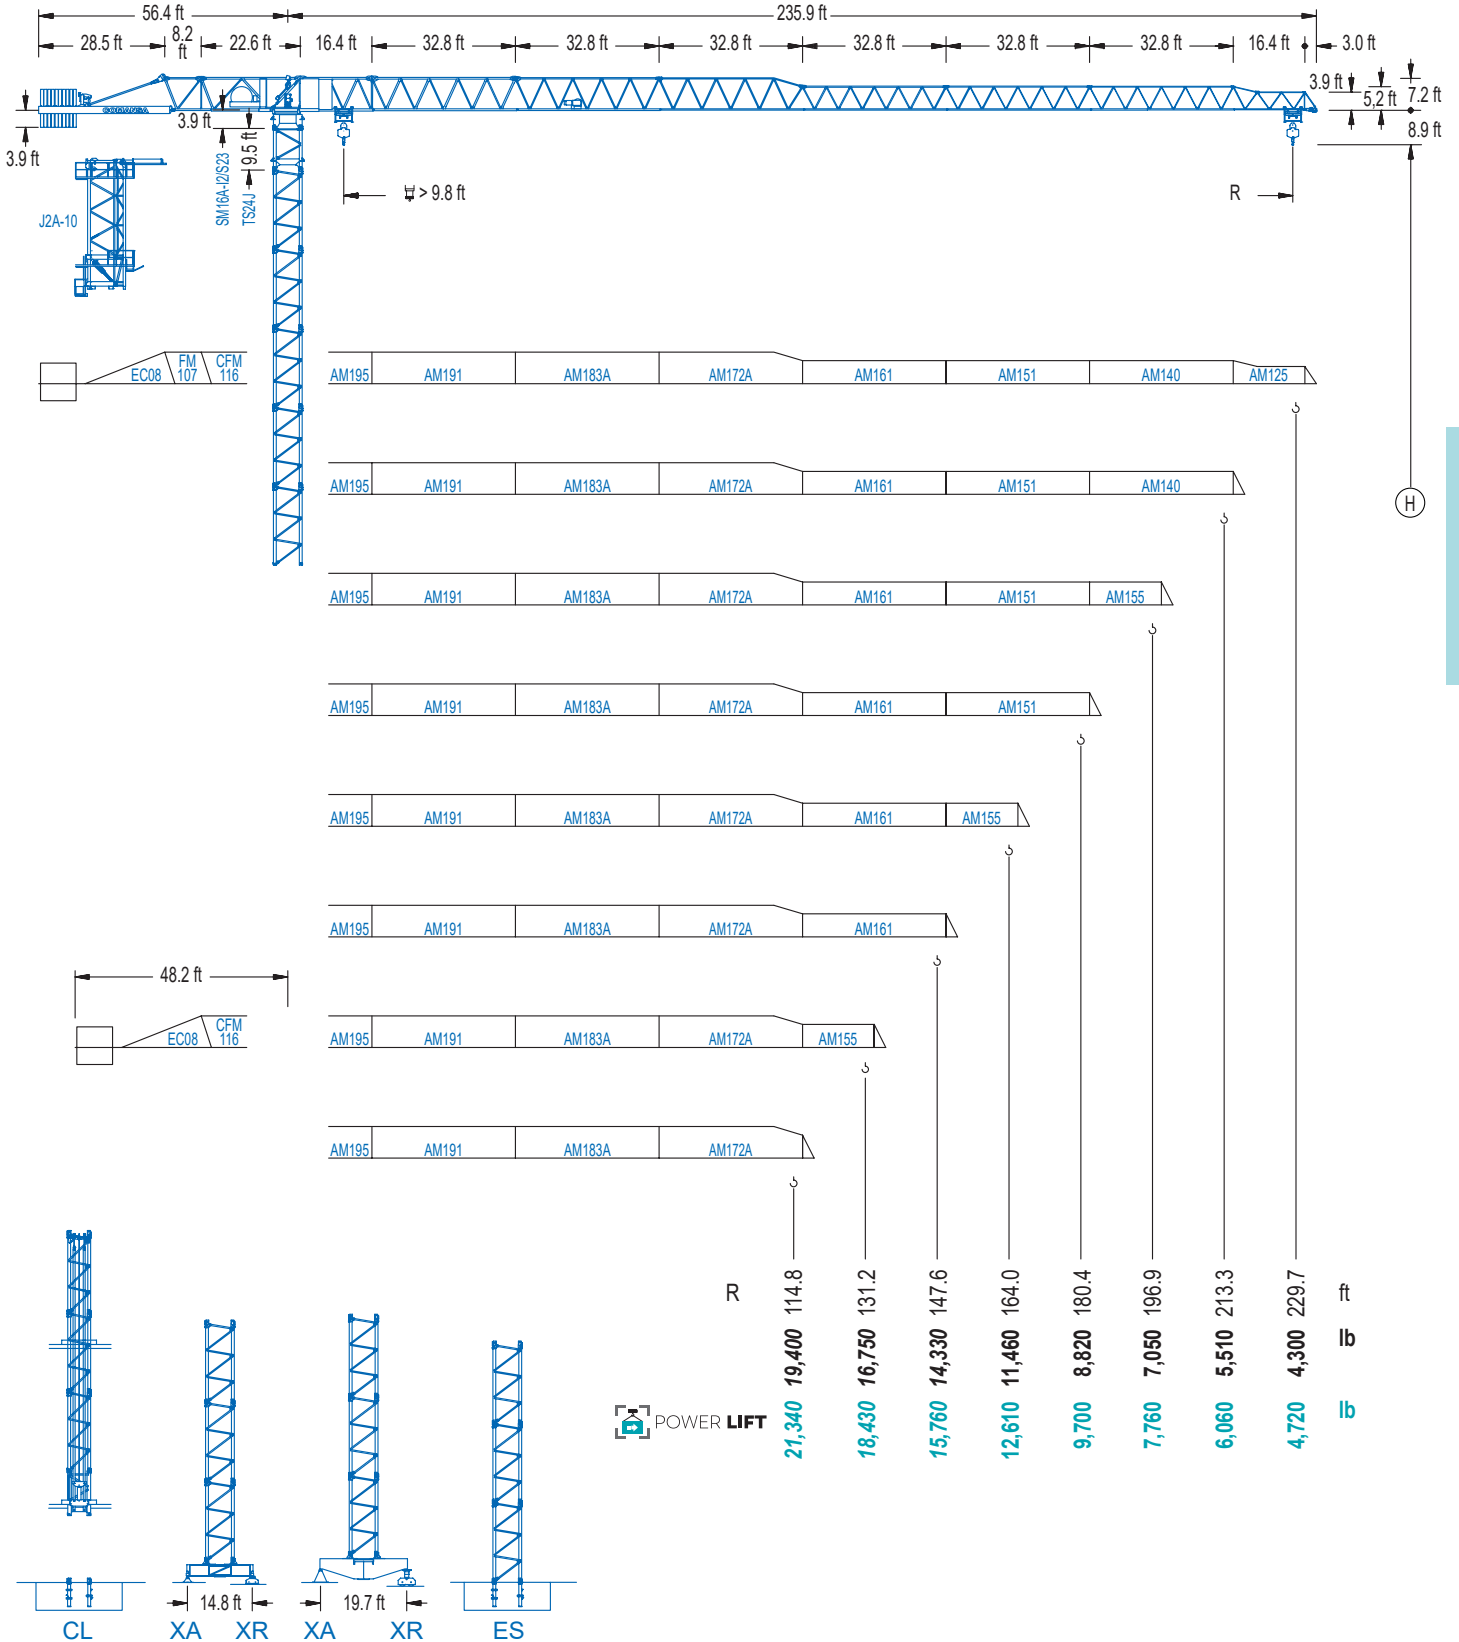 56.4 ft 235.9 ft
28.5 ft 8.2 ft 22.6 ft 16.4 ft 32.8 ft 32.8 ft 32.8 ft 32.8 ft 32.8 ft 32.8 ft 16.4 ft 3.0 ft
COMANSA
3.9 ft 5,2 ft 7.2 ft
3.9 ft 3.9 ft 9.5 ft 8.9 ft
SM16A-I2/S23
TS24J
J2A-10
> 9.8 ft R
EC08 FM 107 CFM 116 AM195 AM191 AM183A AM172A AM161 AM151 AM140 AM125
AM195 AM191 AM183A AM172A AM161 AM151 AM140
H
AM195 AM191 AM183A AM172A AM161 AM151 AM155
AM195 AM191 AM183A AM172A AM161 AM151
AM195 AM191 AM183A AM172A AM161 AM155
AM195 AM191 AM183A AM172A AM161
48.2 ft
EC08 CFM 116 AM195 AM191 AM183A AM172A AM155
AM195 AM191 AM183A AM172A
R 114.8 131.2 147.6 164.0 180.4 196.9 213.3 229.7 ft
19,400 16,750 14,330 11,460 8,820 7,050 5,510 4,300 lb
POWER LIFT 21,340 18,430 15,760 12,610 9,700 7,760 6,060 4,720 lb
14.8 ft 19.7 ft
CL XA XR XA XR ES